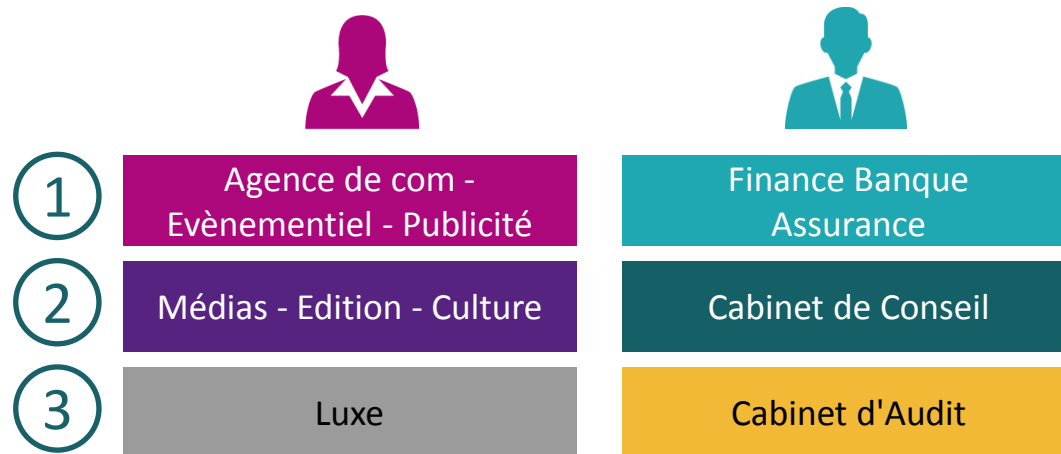 1
Agence de com -
Evènementiel - Publicité
Finance Banque
Assurance
2
Médias - Edition - Culture
Cabinet de Conseil
3
Luxe
Cabinet d'Audit